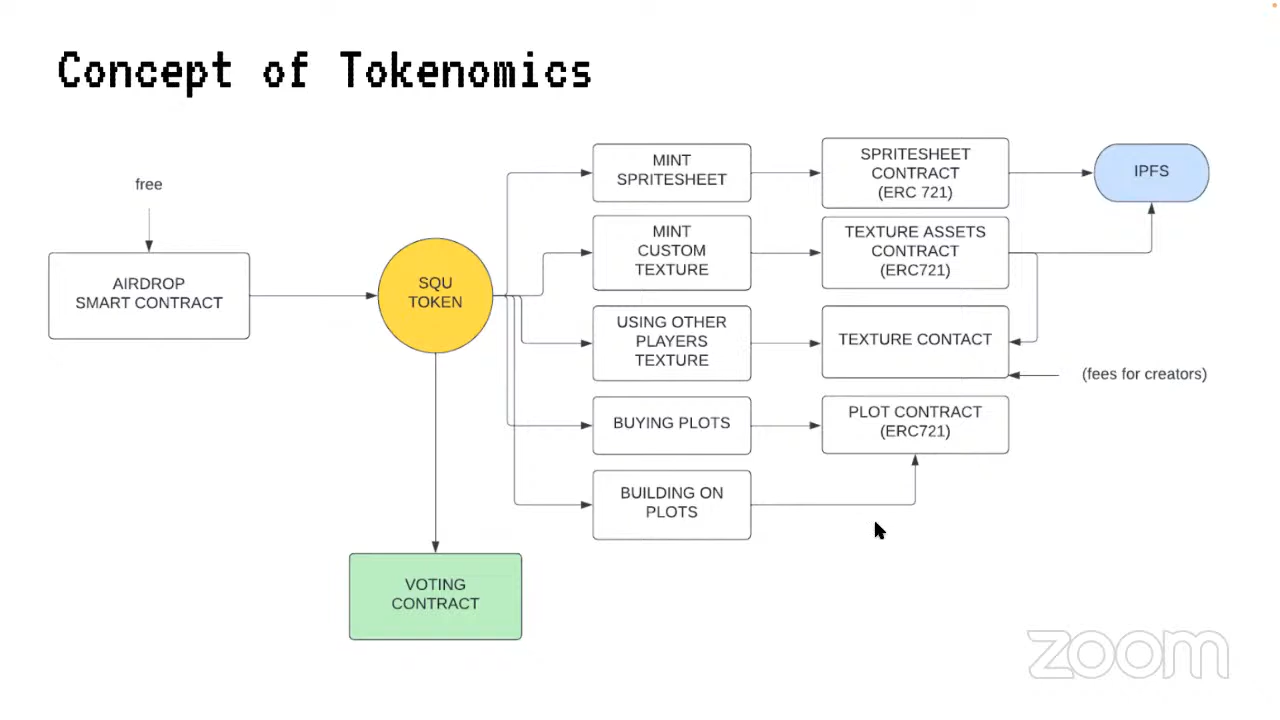 Concept of Tokenomics
free
AIRDROP
SMART CONTRACT
SQU
TOKEN
MINT
SPRITESHEET
SPRITESHEET
CONTRACT
(ERC 721)
IPFS
MINT
CUSTOM
TEXTURE
TEXTURE ASSETS
CONTRACT
(ERC721)
USING OTHER
PLAYERS
TEXTURE
TEXTURE CONTACT
(fees for creators)
BUYING PLOTS
PLOT CONTRACT
(ERC721)
BUILDING ON
PLOTS
VOTING
CONTRACT
zoom